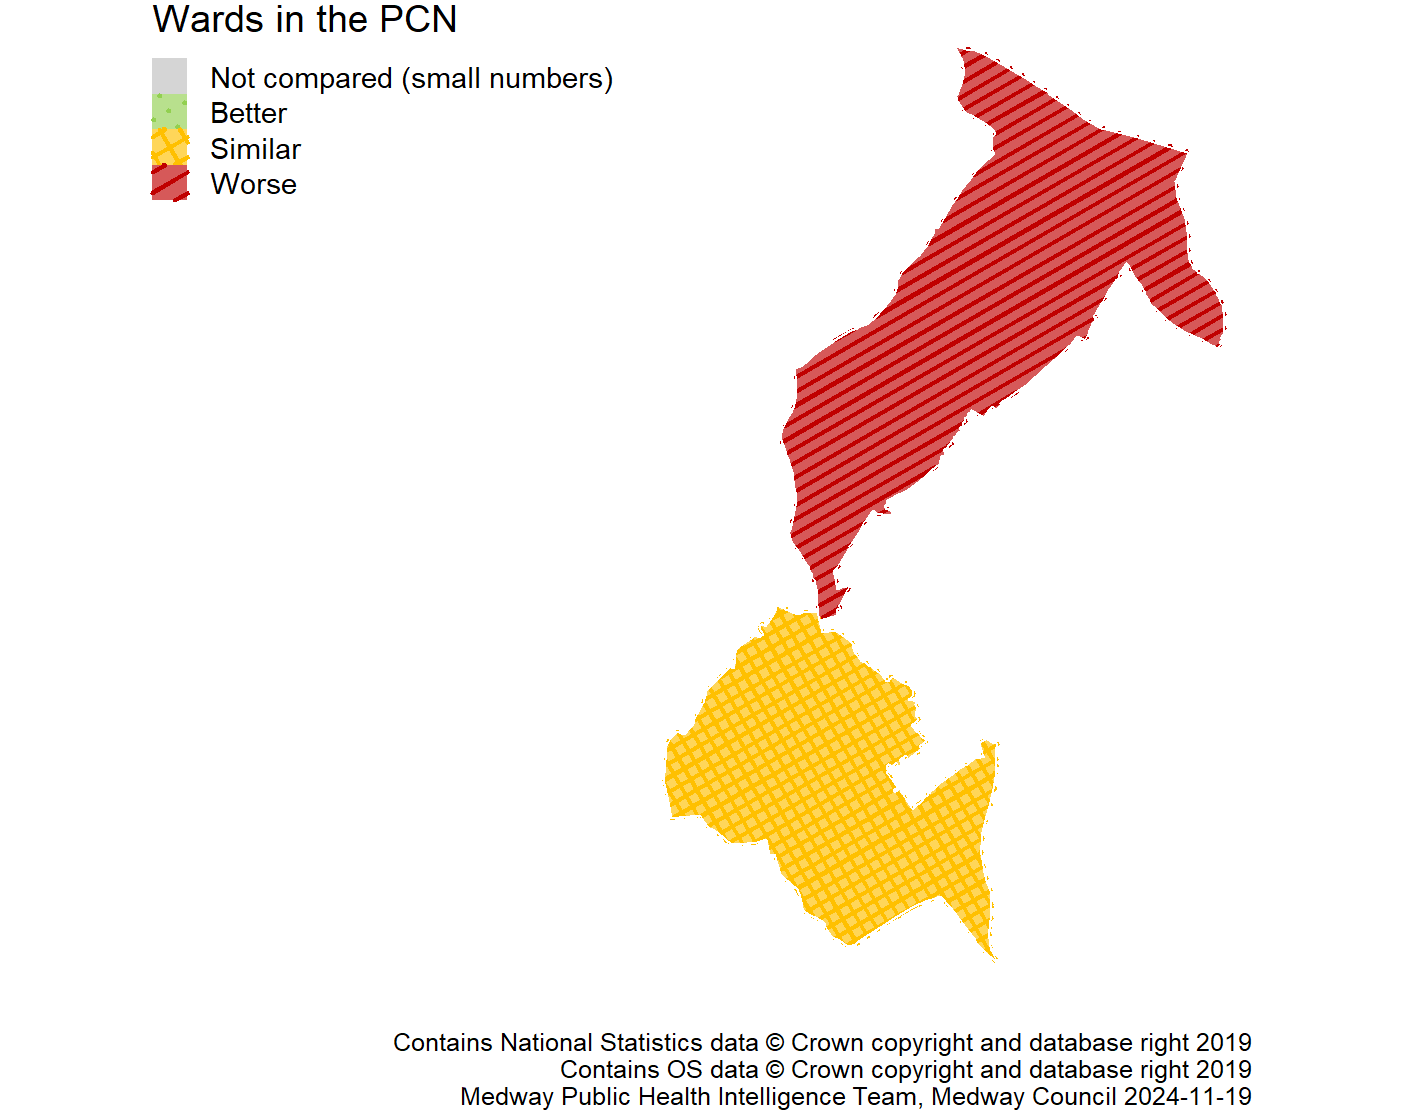 Wards in the PCN
Not compared (small numbers)
Better
Similar
Worse
Contains National Statistics data © Crown copyright and database right 2019
Contains OS data © Crown copyright and database right 2019
Medway Public Health Intelligence Team, Medway Council 2024-11-19